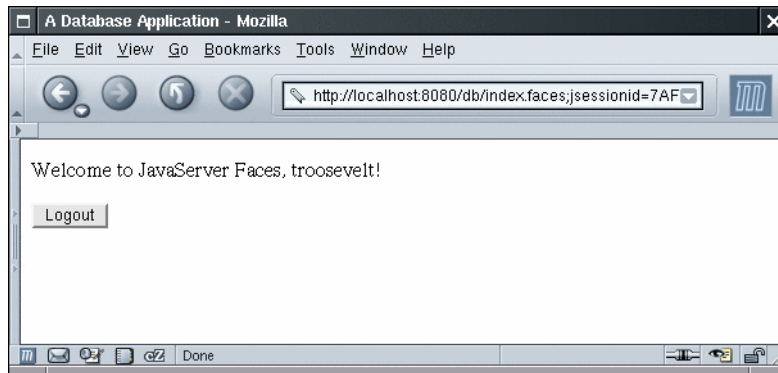 A Database Application - Mozilla
File Edit View Go Bookmarks Tools Window Help
http://localhost:8080/db/index.faces;jsessionid=7AF
Welcome to JavaServer Faces, troosevelt!
Logout
Done